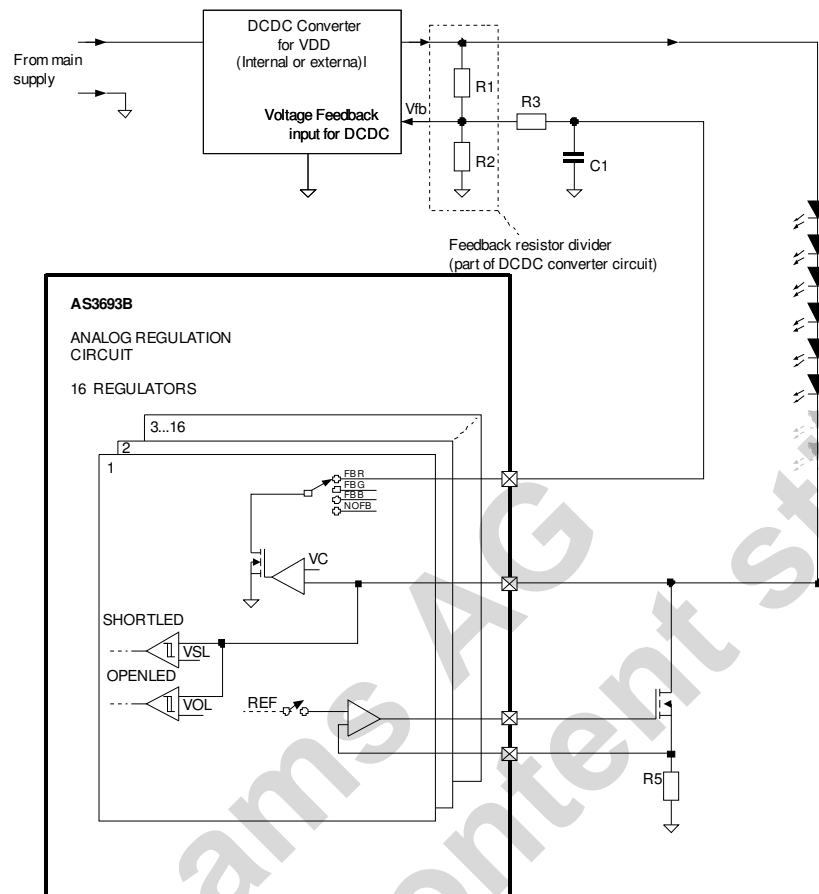 DCDC Converter
for VDD
(Internal or externa)l
From main
supply
Voltage Feedback
input for DCDC
Vfb
R1
R2
R3
C1
Feedback resistor divider
(part of DCDC converter circuit)
AS3693B
ANALOG REGULATION
CIRCUIT
16 REGULATORS
3...16
2
1
FBR
FBG
FBB
NOFB
VC
SHORTLED
VSL
OPENLED
VOL
REF
R5
ams AG